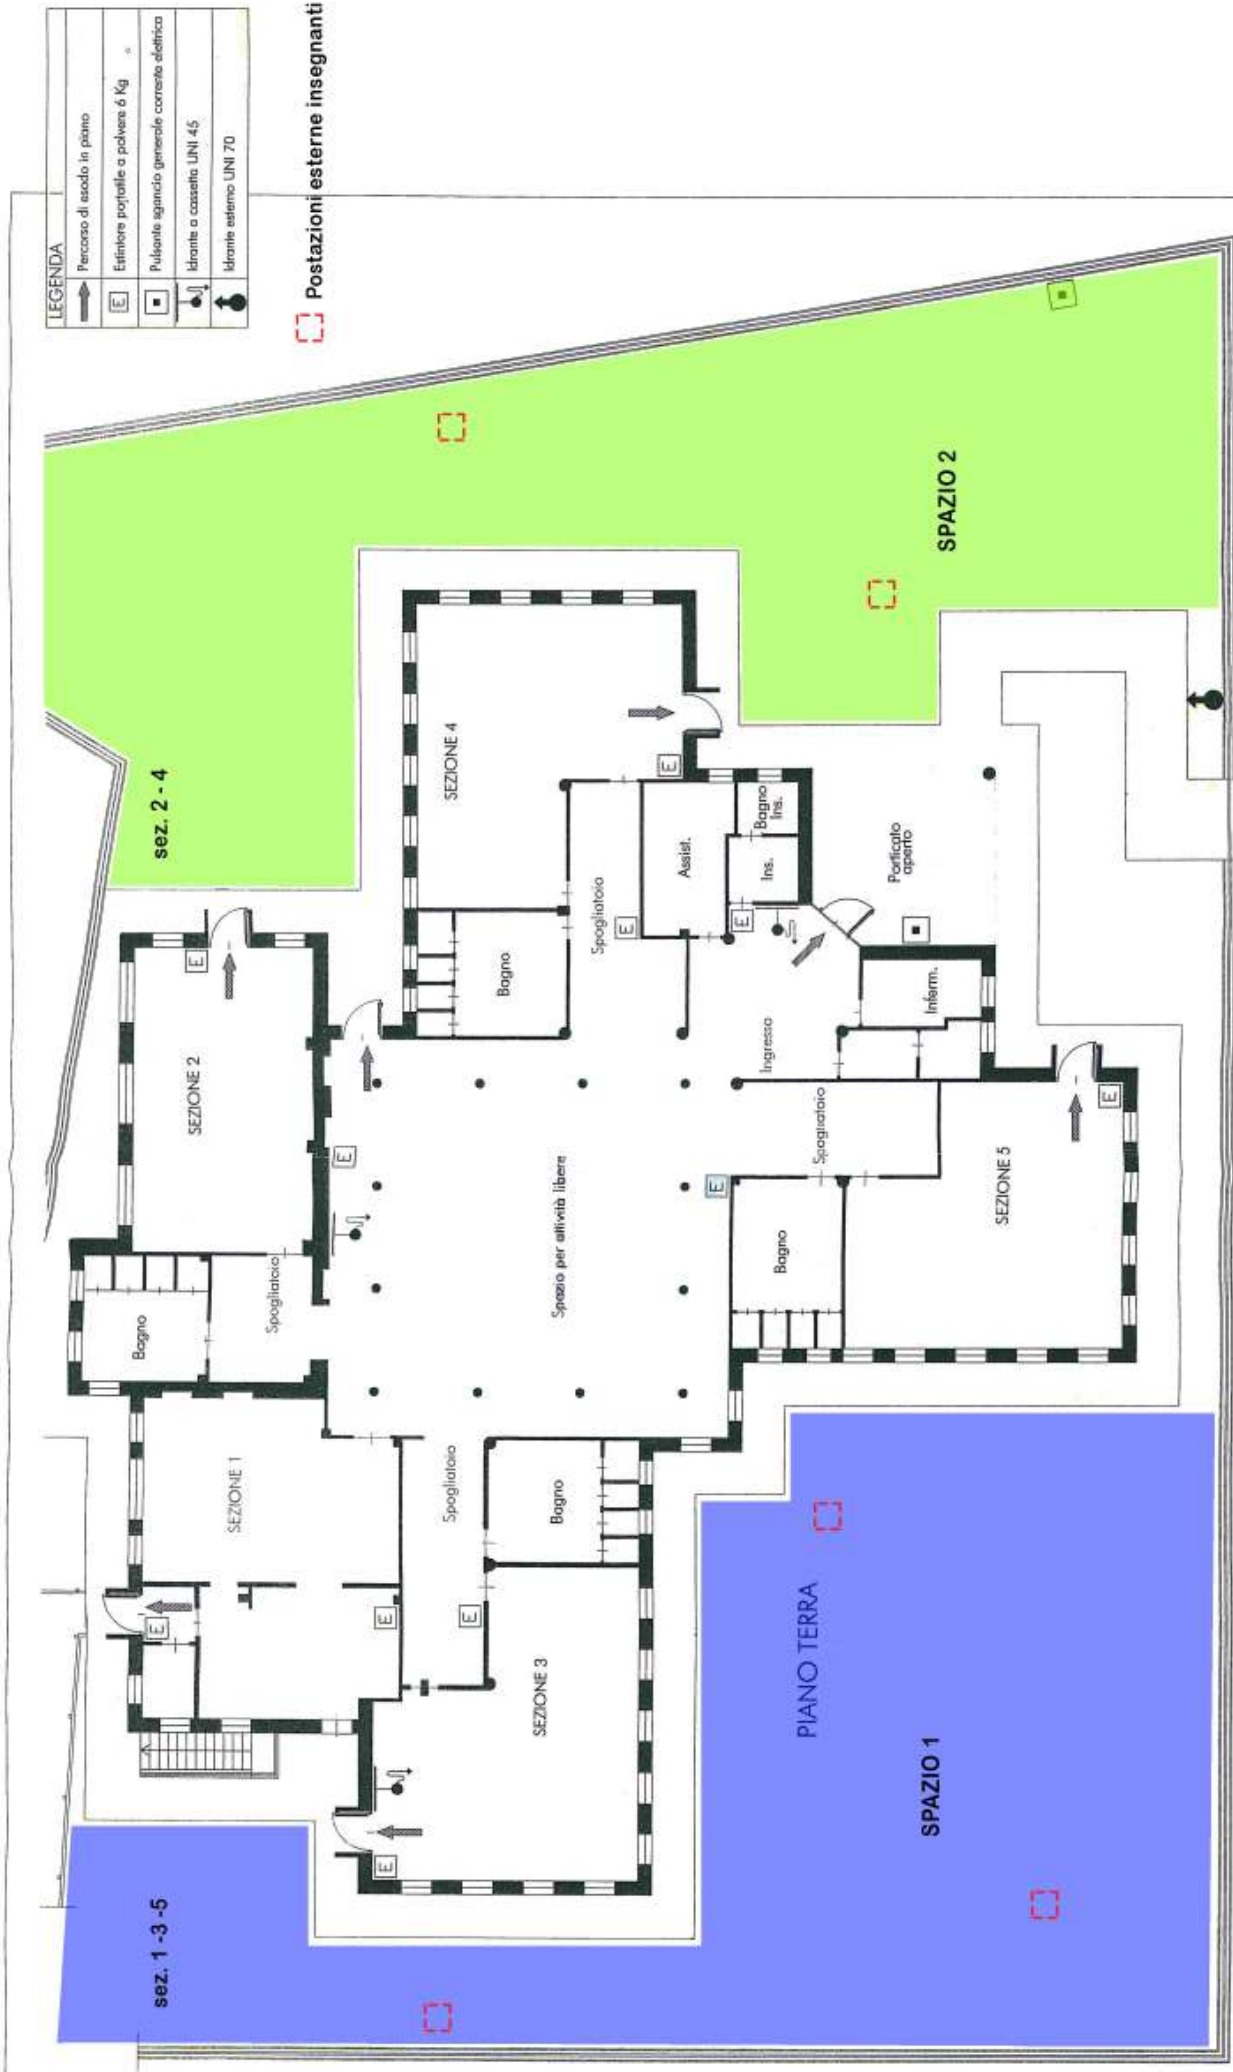 LEGENDA
Percorso di esodo in piano
E Estintore portatile a polvere 6 Kg
Pulsante sgancio generale corrente elettrica
Idrante a cassetta UNI 45
Idrante esterno UNI 70
Postazioni esterne insegnanti
sez. 2 - 4
SPAZIO 2
SEZIONE 4
E
Bagno
Spogliatoio
E
Assist.
Bagno
Ins.
Ins.
E
Porticato
aperto
SEZIONE 2
E
Ingresso
Inferm.
E
Spazio per attività libere
E
Spogliatoio
Bagno
SEZIONE 5
E
Bagno
Spogliatoio
SEZIONE 1
E
E
Spogliatoio
E
Bagno
SEZIONE 3
E
PIANO TERRA
SPAZIO 1
sez. 1 -3 -5